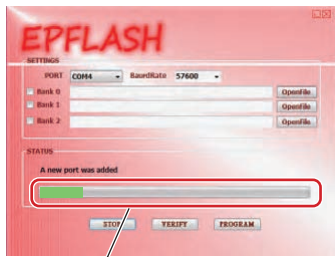 EPFLASH
SETTINGS
PORT COM4 BaudRate 57600
Bank 0 OpenFile
Bank 1 OpenFile
Bank 2 OpenFile
STATUS
A new port was added
STOP VERIFY PROGRAM